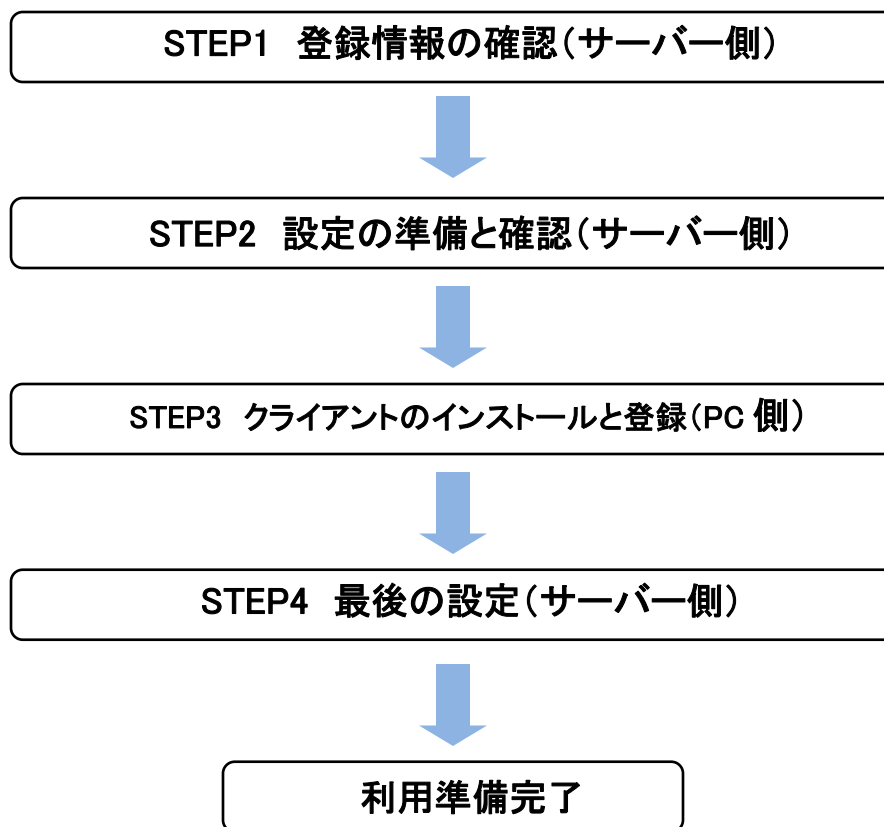 STEP1 登録情報の確認(サーバー側)
STEP2 設定の準備と確認(サーバー側)
STEP3 クライアントのインストールと登録(PC 側)
STEP4 最後の設定(サーバー側)
利用準備完了